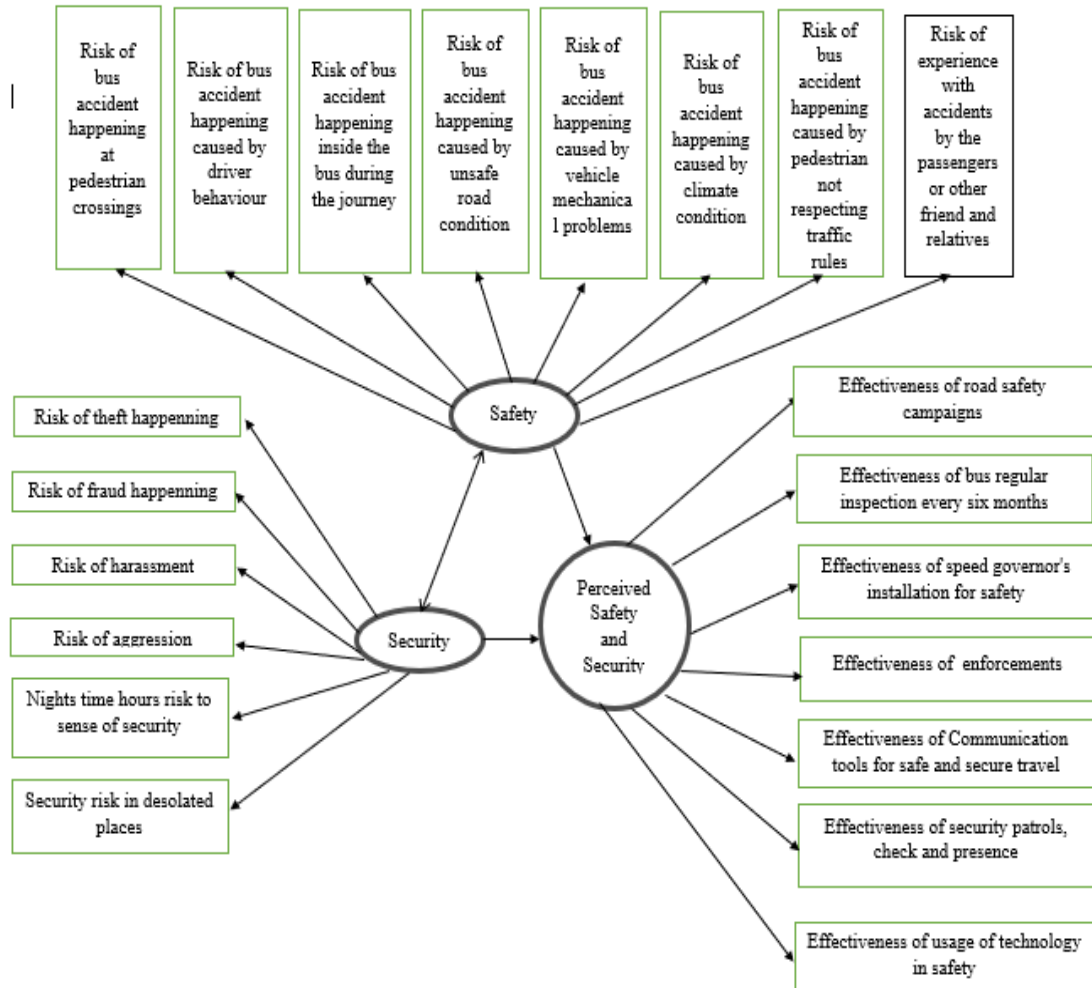 Risk of
bus
accident
happening
at
pedestrian
crossings
Risk of bus
accident
happening
caused by
driver
behaviour
Risk of bus
accident
happening
inside the
bus during
the journey
Risk of
bus
accident
happening
caused by
unsafe
road
condition
Risk of
bus
accident
happening
caused by
vehicle
mechanica
l problems
Risk of
bus
accident
happening
caused by
climate
condition
Risk of
bus
accident
happening
caused by
pedestrian
not
respecting
traffic
rules
Risk of
experience
with
accidents
by the
passengers
or other
friend and
relatives
Safety
Risk of theft happenning
Risk of fraud happenning
Risk of harassment
Risk of aggression
Nights time hours risk to
sense of security
Security risk in desolated
places
Security
Perceived
Safety
and
Security
Effectiveness of road safety
campaigns
Effectiveness of bus regular
inspection every six months
Effectiveness of speed governor's
installation for safety
Effectiveness of enforcements
Effectiveness of Communication
tools for safe and secure travel
Effectiveness of security patrols,
check and presence
Effectiveness of usage of technology
in safety